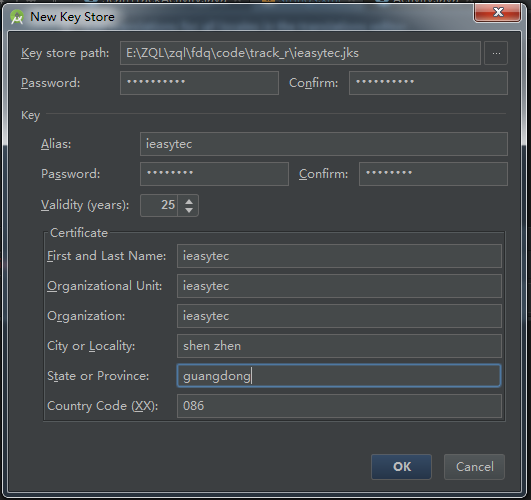 New Key Store
Key store path: E:\ZQL\zql\fdq\code\track_r\ieasytec.jks ...
Password: •••••••••• Confirm: ••••••••••
Key
Alias: ieasytec
Password: •••••••• Confirm: ••••••••
Validity (years): 25
Certificate
First and Last Name: ieasytec
Organizational Unit: ieasytec
Organization: ieasytec
City or Locality: shen zhen
State or Province: guangdong
Country Code (XX): 086
OK Cancel